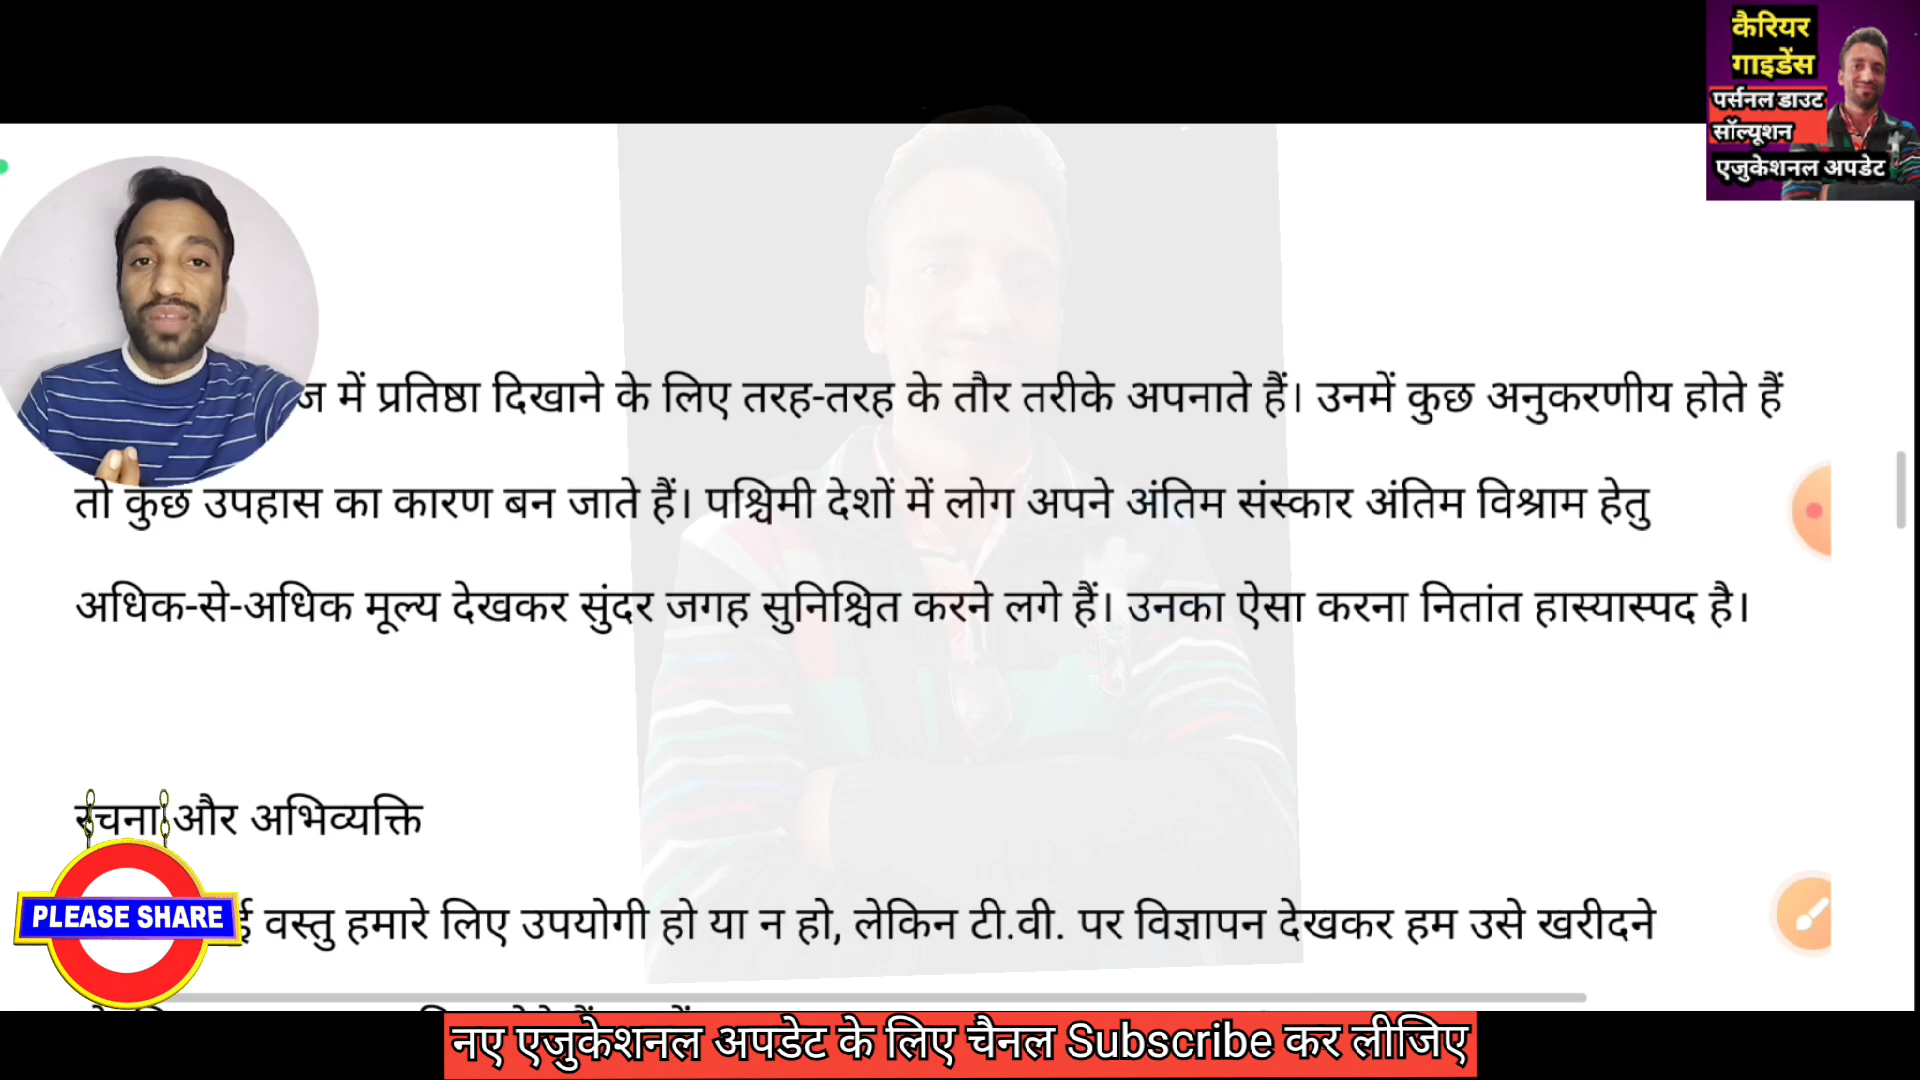 कैरियर
गाइडेंस
पर्सनल डाउट
सॉल्यूशन
एजुकेशनल अपडेट
में प्रतिष्ठा दिखाने के लिए तरह-तरह के तौर तरीके अपनाते हैं। उनमें कुछ अनुकरणीय होते हैं
तो कुछ उपहास का कारण बन जाते हैं। पश्चिमी देशों में लोग अपने अंतिम संस्कार अंतिम विश्राम हेतु
अधिक-से-अधिक मूल्य देखकर सुंदर जगह सुनिश्चित करने लगे हैं। उनका ऐसा करना नितांत हास्यास्पद है।
रचना और अभिव्यक्ति
वस्तु हमारे लिए उपयोगी हो या न हो, लेकिन टी.वी. पर विज्ञापन देखकर हम उसे खरीदने
PLEASE SHARE
नए एजुकेशनल अपडेट के लिए चैनल Subscribe कर लीजिए